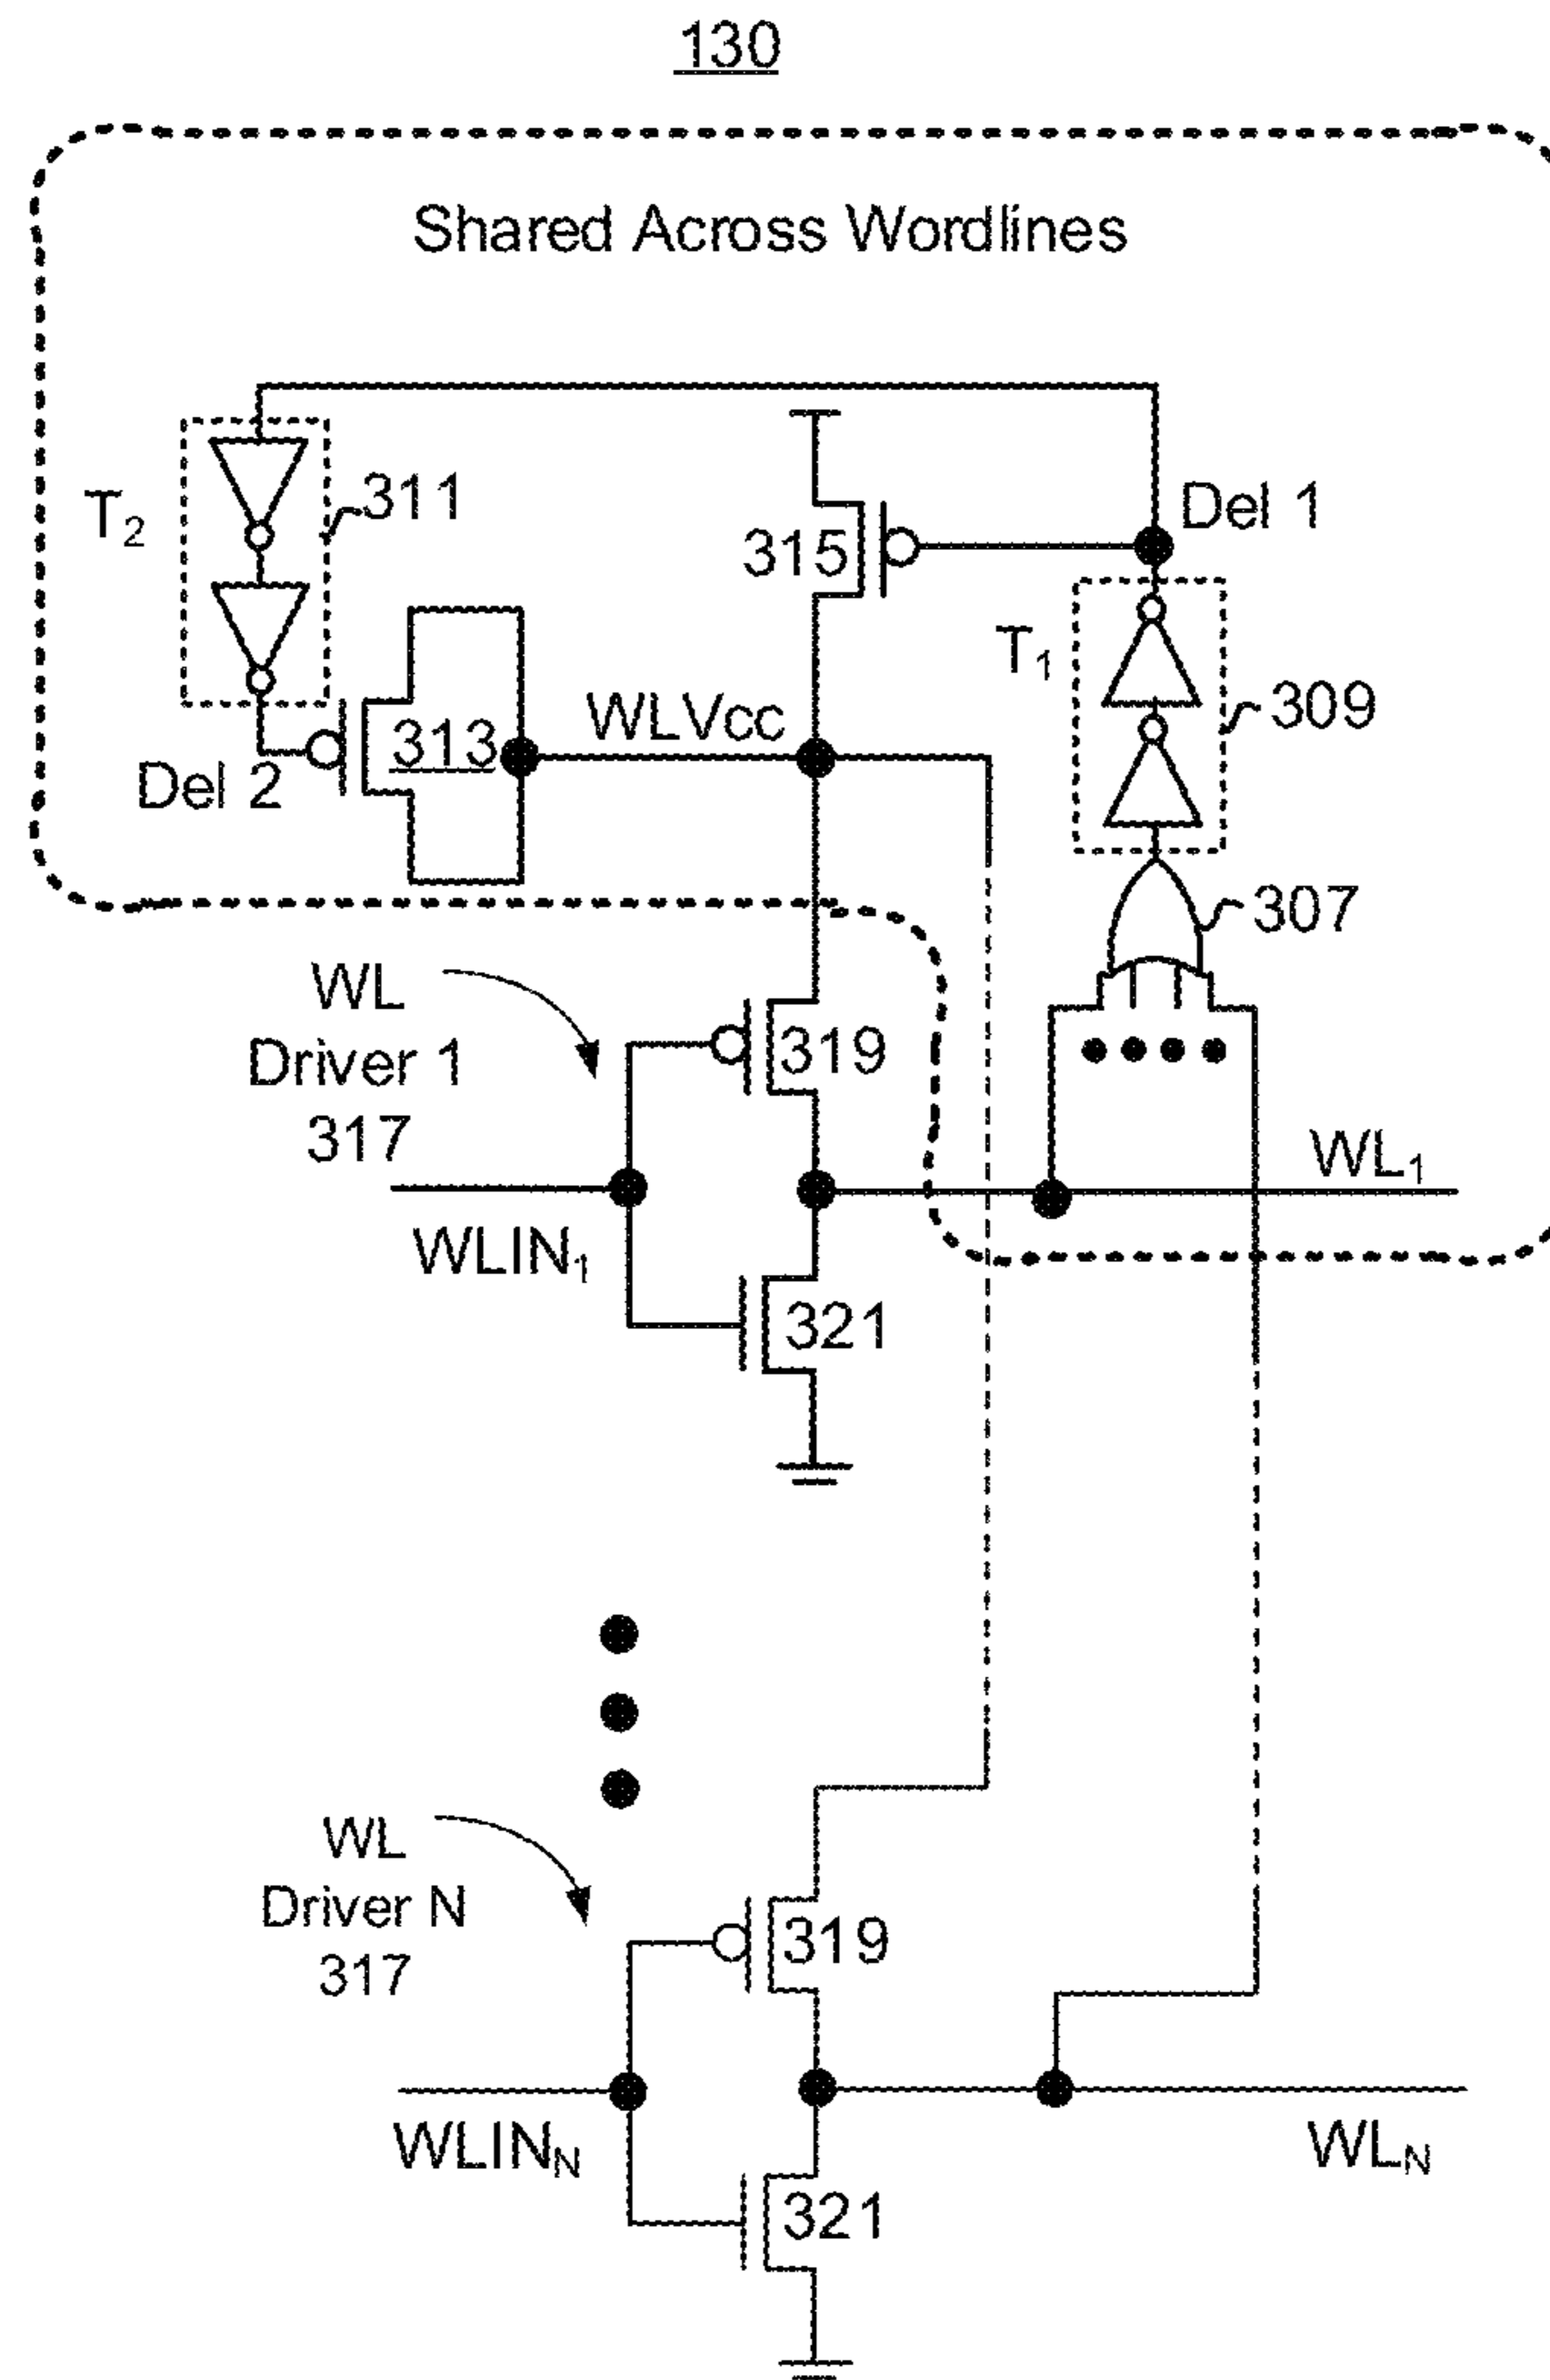 130
Shared Across Wordlines
T2
311
315
Del 1
T1
309
WLVcc
313
Del 2
307
WL
Driver 1
317
319
WL1
WLIN1
321
WL
Driver N
317
319
WLINN
WLN
321